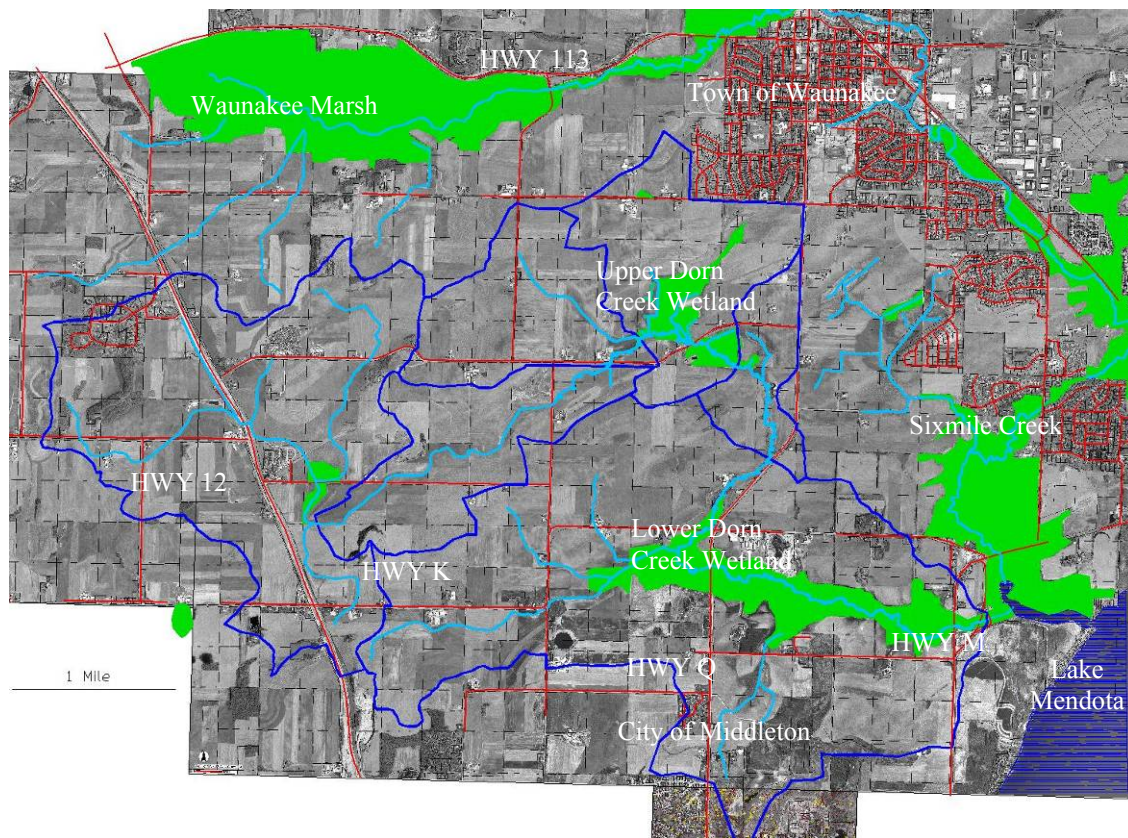 HWY 113
Waunakee Marsh
Town of Waunakee
Upper Dorn
Creek Wetland
Sixmile Creek
HWY 12
Lower Dorn
Creek Wetland
HWY K
HWY M
HWY Q
Lake
Mendota
1 Mile
City of Middleton